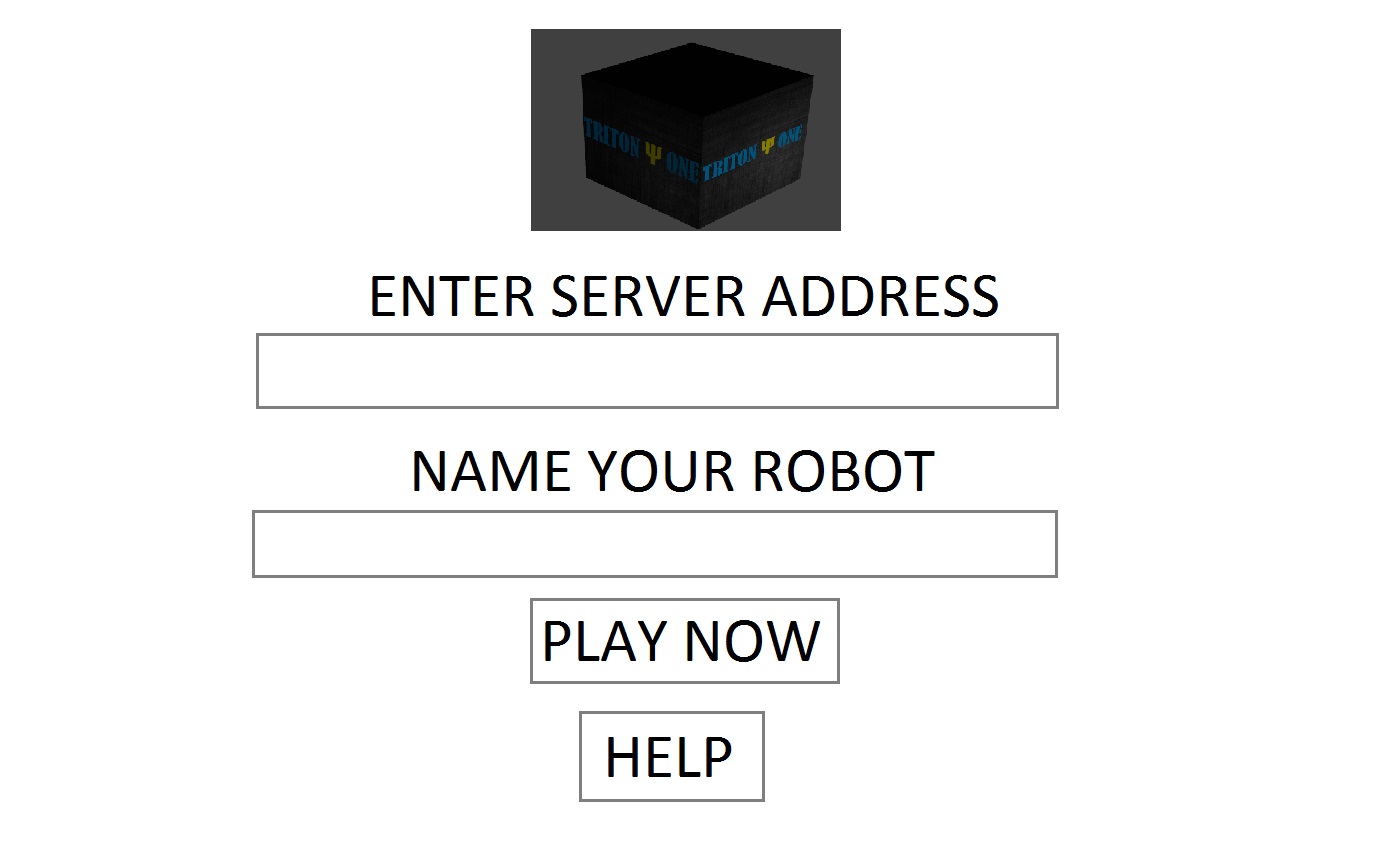 TRITON Ψ ONE TRITON Ψ ONE
ENTER SERVER ADDRESS
NAME YOUR ROBOT
PLAY NOW
HELP